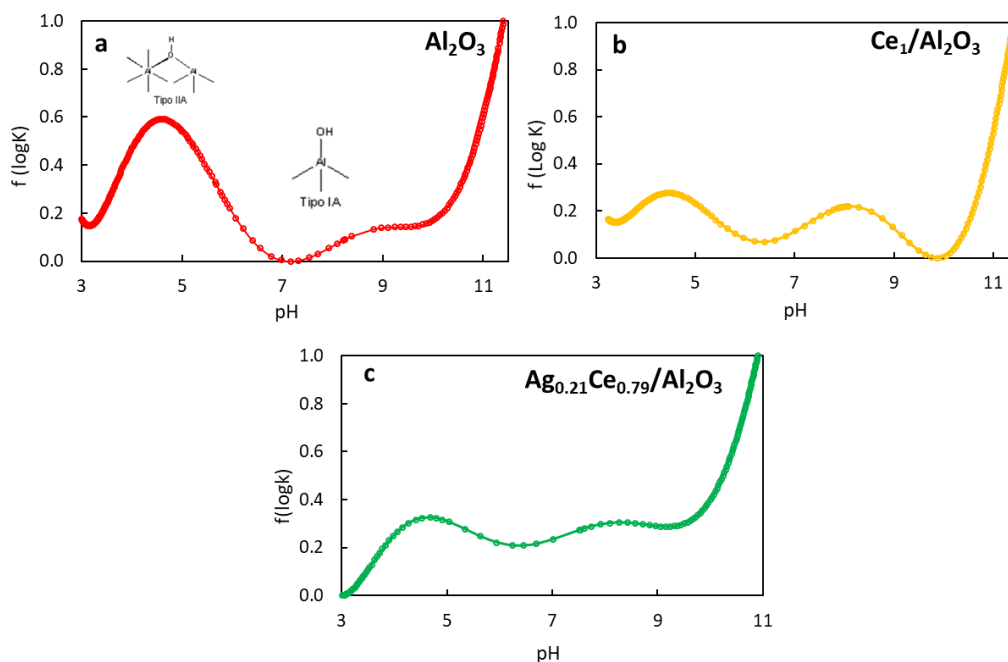 a
Al₂O₃
H
O
Al
Al
Tipo IIA
OH
Al
Tipo IA
f (logK)
1.0
0.8
0.6
0.4
0.2
0.0
3
5
7
9
11
pH
b
Ce₁/Al₂O₃
f (Log K)
1.0
0.8
0.6
0.4
0.2
0.0
3
5
7
9
11
pH
c
Ag₀.₂₁Ce₀.₇₉/Al₂O₃
f(logk)
1.0
0.8
0.6
0.4
0.2
0.0
3
5
7
9
11
pH